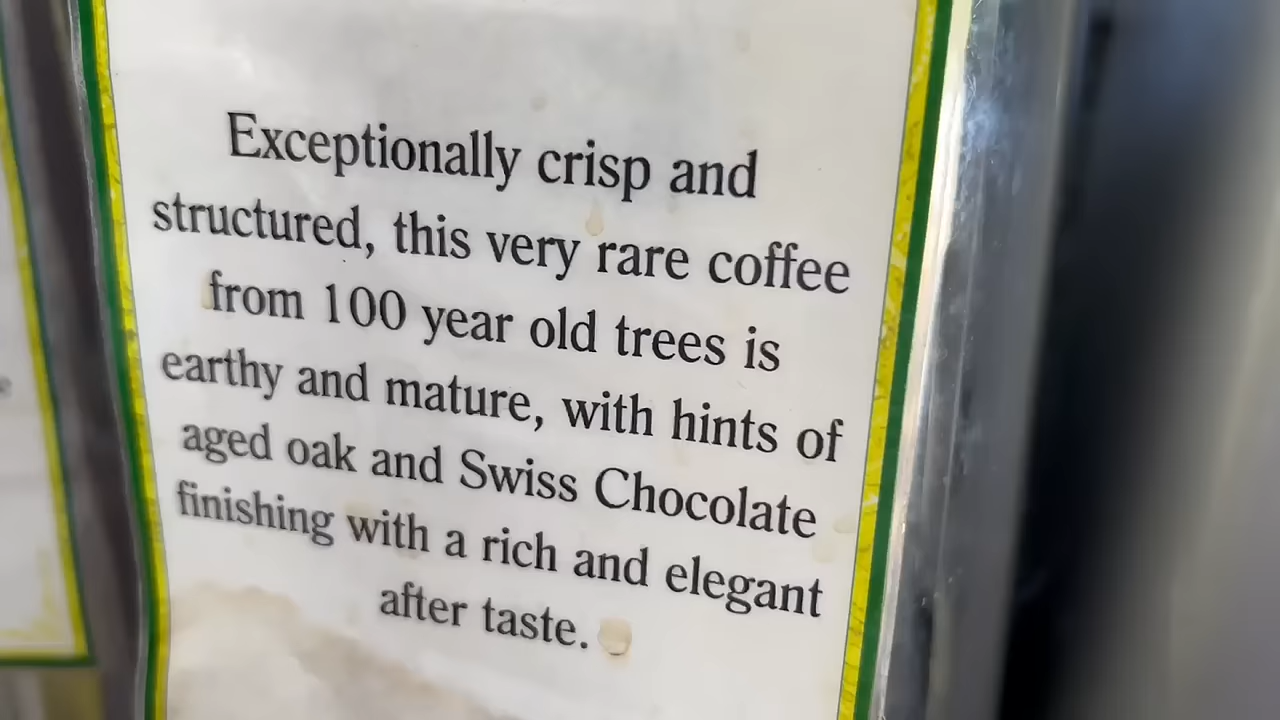 Exceptionally crisp and
structured, this very rare coffee
from 100 year old trees is
earthy and mature, with hints of
aged oak and Swiss Chocolate
finishing with a rich and elegant
after taste.